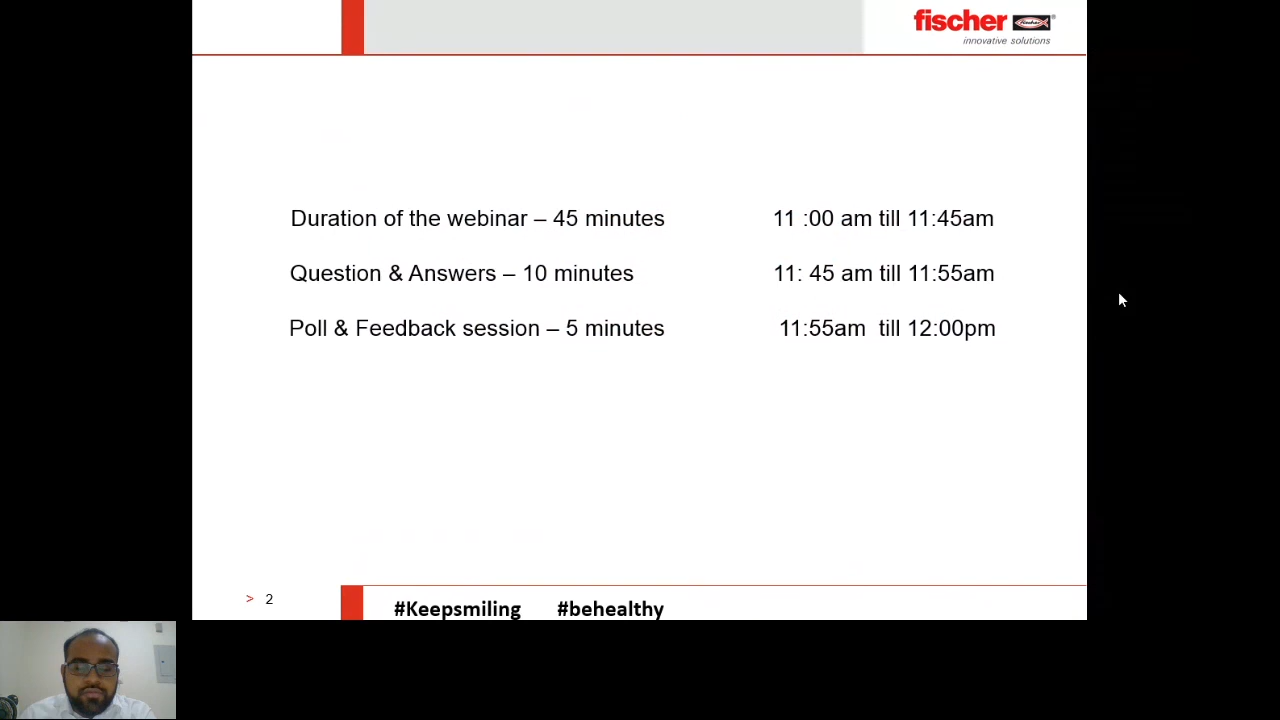 fischer
innovative solutions
Duration of the webinar – 45 minutes 11 :00 am till 11:45am
Question & Answers – 10 minutes 11: 45 am till 11:55am
Poll & Feedback session – 5 minutes 11:55am till 12:00pm
> 2
#Keepsmiling #behealthy